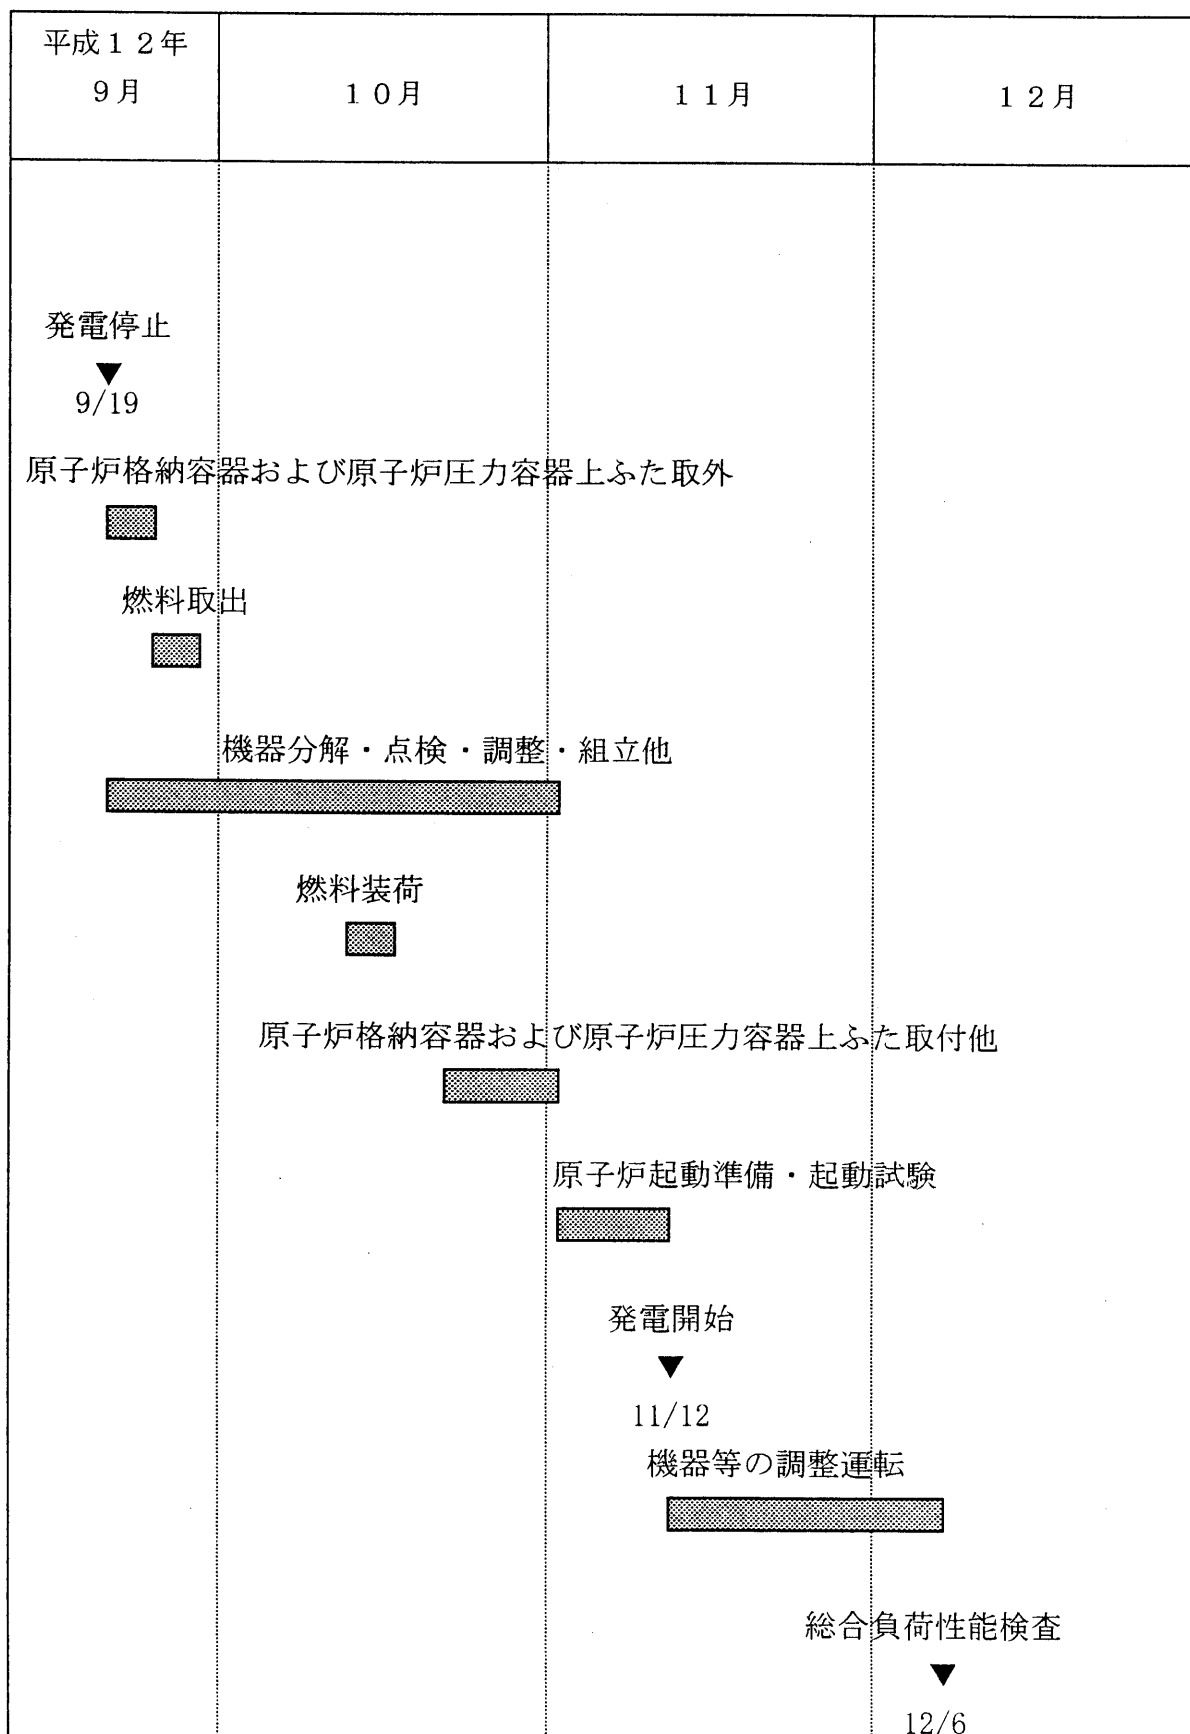 平成１２年
９月
１０月
１１月
１２月
発電停止
▼
9/19
原子炉格納容器および原子炉圧力容器上ふた取外
燃料取出
機器分解・点検・調整・組立他
燃料装荷
原子炉格納容器および原子炉圧力容器上ふた取付他
原子炉起動準備・起動試験
発電開始
▼
11/12
機器等の調整運転
総合負荷性能検査
▼
12/6